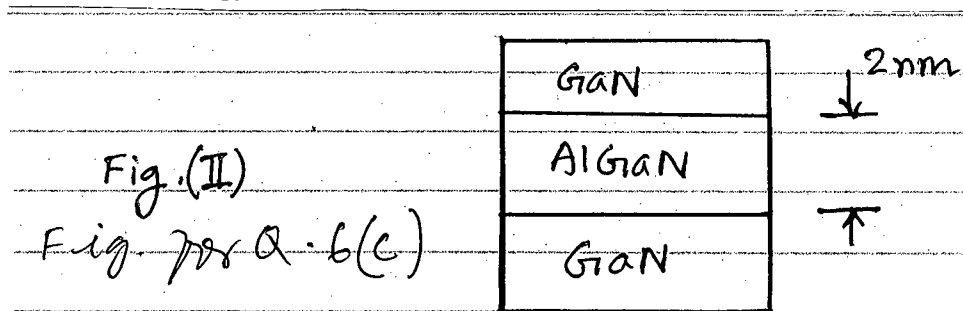 GaN
2nm
AlGaN
Fig.(II)
Fig. for Q.6(c)
GaN